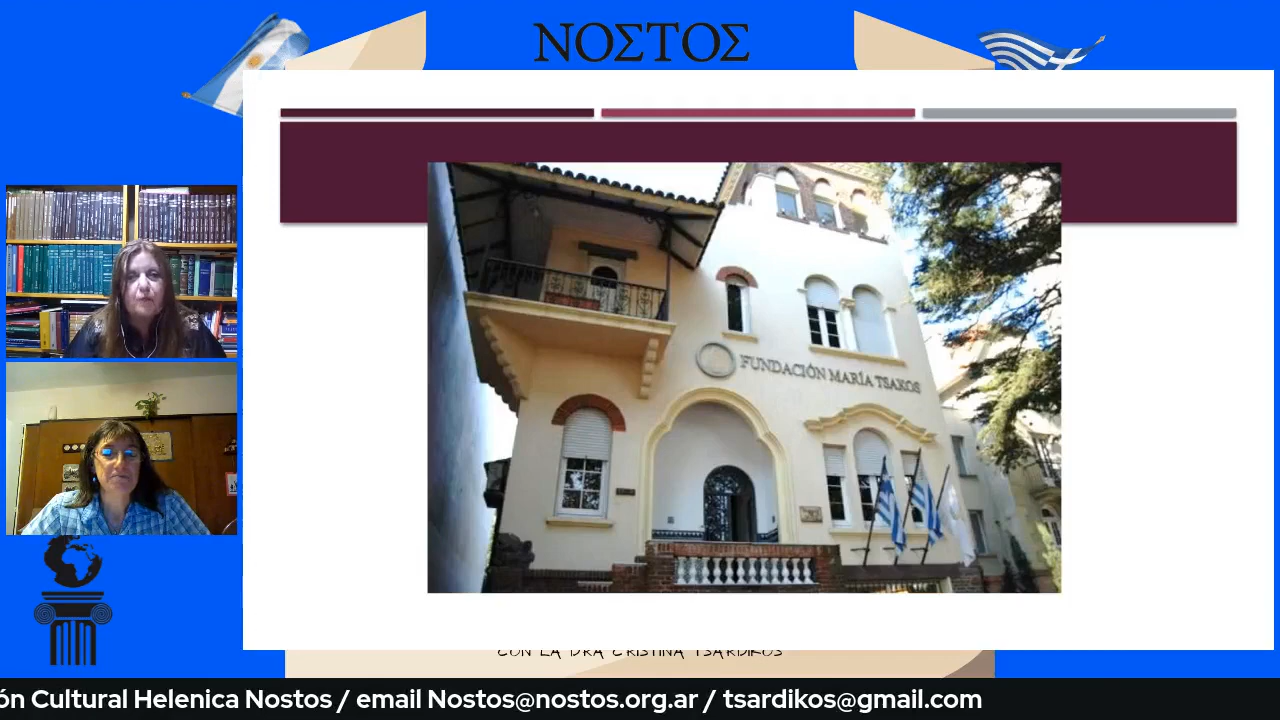 ΝΟΣΤΟΣ
FUNDACIÓN MARÍA TSAKOS
CON LA DRA CRISTINA TSARDIKOS
ón Cultural Helenica Nostos / email Nostos@nostos.org.ar / tsardikos@gmail.com